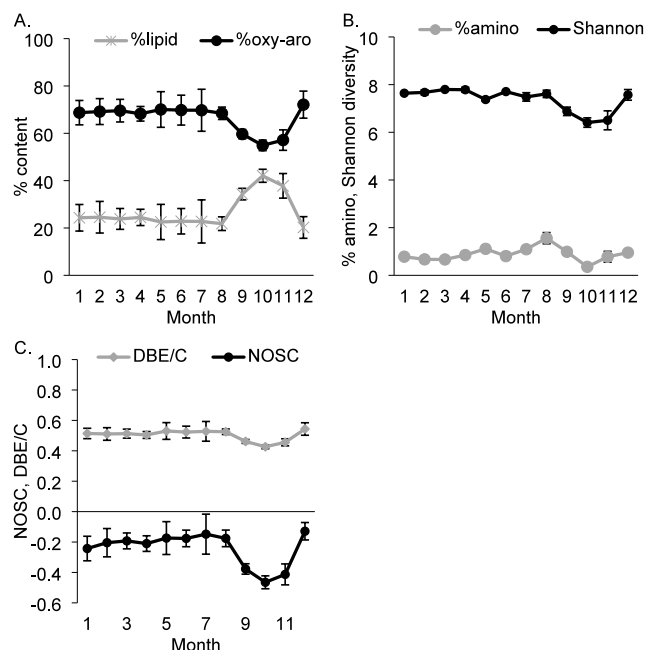 A.
%lipid %oxy-aro
100
80
60
40
20
0
% content
1 2 3 4 5 6 7 8 9 10 11 12
Month
B.
%amino Shannon
10
8
6
4
2
0
% amino, Shannon diversity
1 2 3 4 5 6 7 8 9 10 11 12
Month
C.
DBE/C NOSC
1.0
0.8
0.6
0.4
0.2
0.0
-0.2
-0.4
-0.6
NOSC, DBE/C
1 3 5 7 9 11
Month